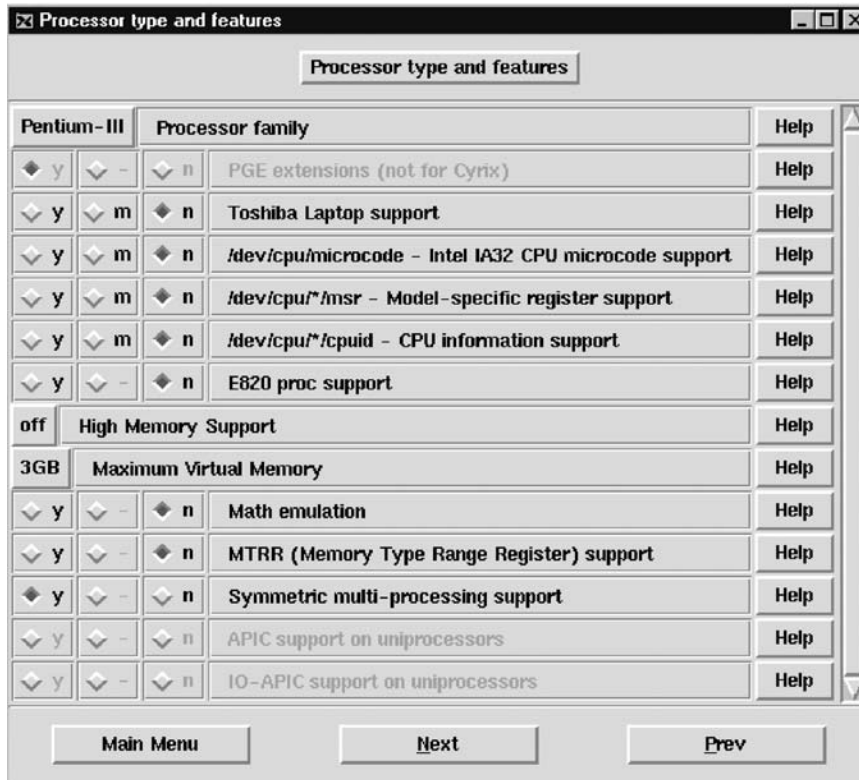 Processor type and features
Processor type and features
Pentium-III Processor family Help
y - n PGE extensions (not for Cyrix) Help
y m n Toshiba Laptop support Help
y m n /dev/cpu/microcode - Intel IA32 CPU microcode support Help
y m n /dev/cpu/*/msr - Model-specific register support Help
y m n /dev/cpu/*/cpuid - CPU information support Help
y - n E820 proc support Help
off High Memory Support Help
3GB Maximum Virtual Memory Help
y - n Math emulation Help
y - n MTRR (Memory Type Range Register) support Help
y - n Symmetric multi-processing support Help
y - n APIC support on uniprocessors Help
y - n IO-APIC support on uniprocessors Help
Main Menu Next Prev